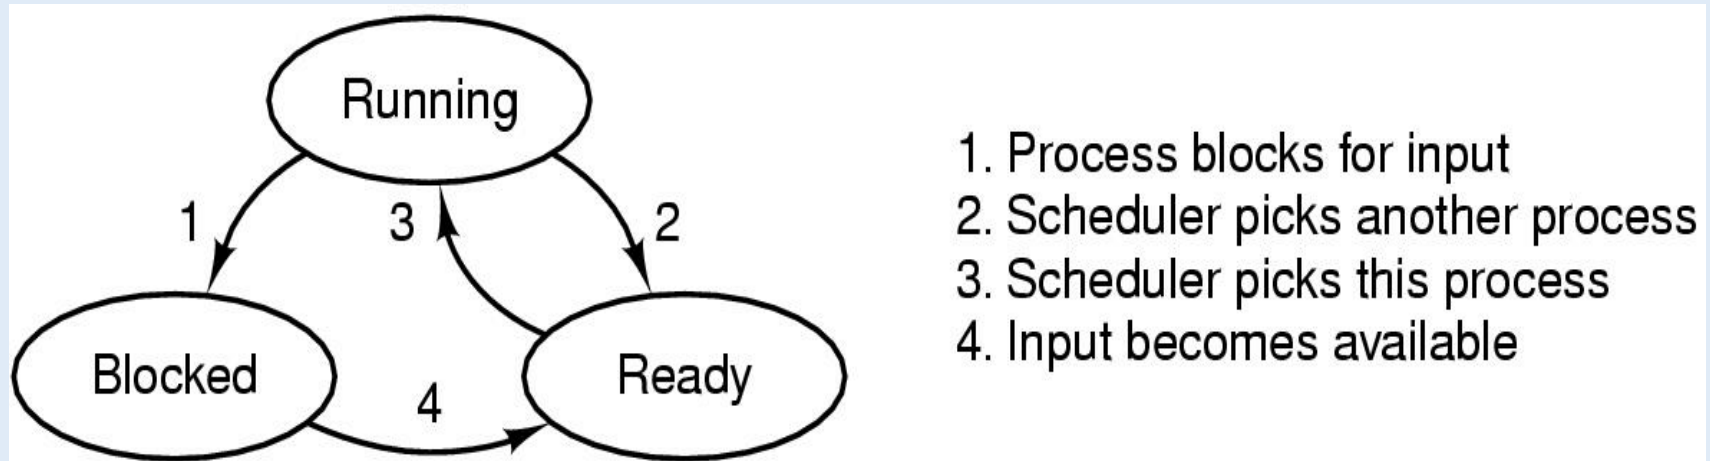 Running
1
3
2
Blocked
4
Ready
1. Process blocks for input
2. Scheduler picks another process
3. Scheduler picks this process
4. Input becomes available